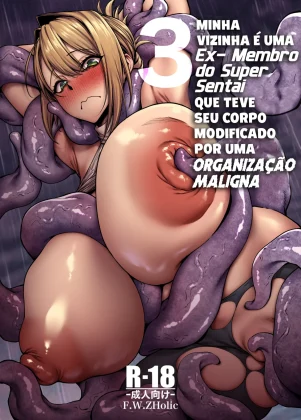 3
MINHA
VIZINHA É UMA
Ex- Membro
do Super
Sentai
QUE TEVE
SEU CORPO
MODIFICADO
POR UMA
ORGANIZAÇÃO
MALIGNA
R-18
-成人向け-
F.W.ZHolic